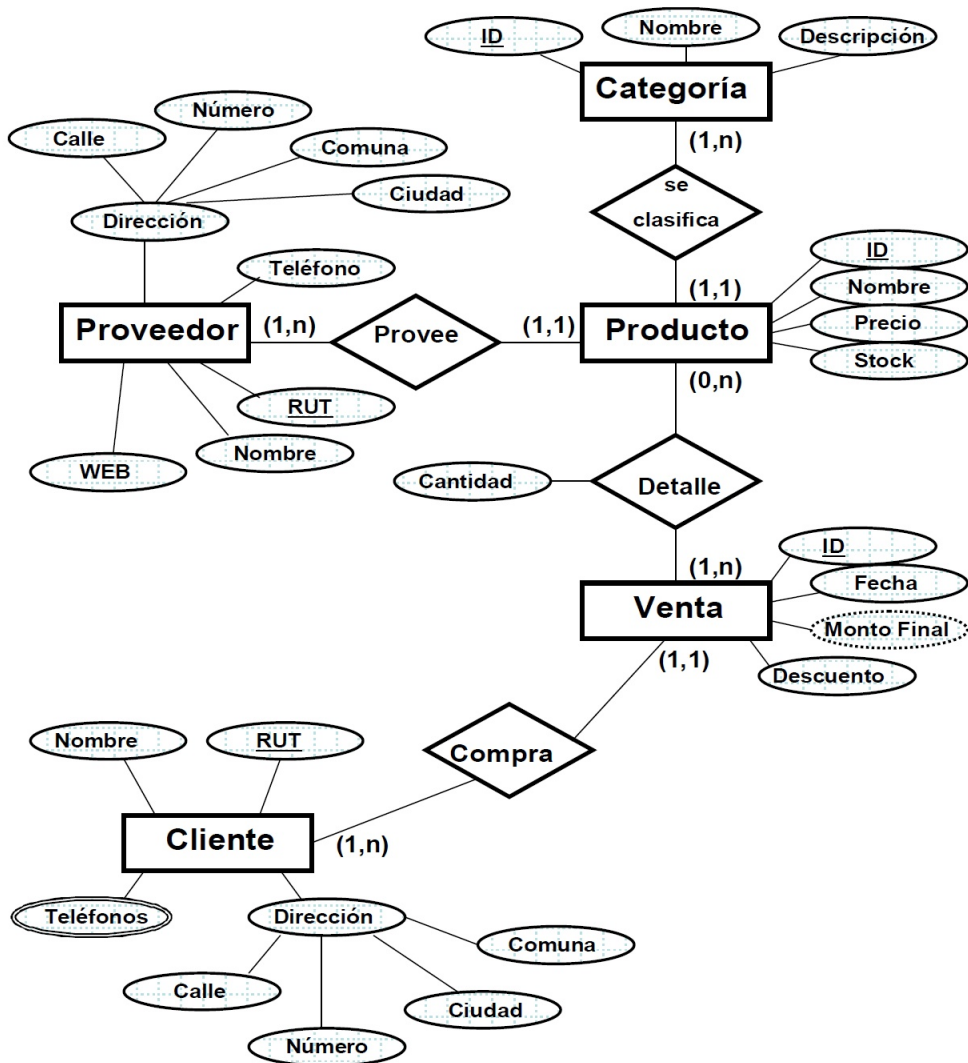 Nombre
ID
Descripción
Categoría
(1,n)
Número
Calle
Comuna
Ciudad
Dirección
se
clasifica
Teléfono
ID
(1,1)
Nombre
Proveedor
(1,n)
Provee
(1,1)
Producto
Precio
Stock
(0,n)
RUT
Nombre
WEB
Cantidad
Detalle
ID
(1,n)
Fecha
Venta
Monto Final
(1,1)
Descuento
Nombre
RUT
Compra
Cliente
(1,n)
Teléfonos
Dirección
Comuna
Calle
Ciudad
Número